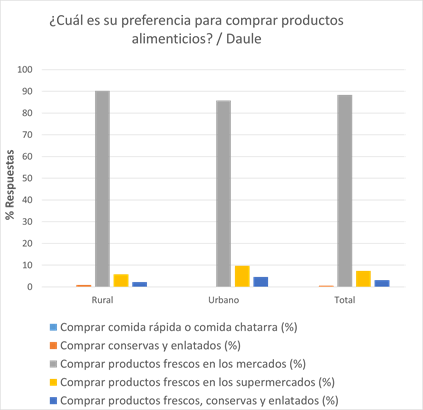 ¿Cuál es su preferencia para comprar productos
alimenticios? / Daule
100
90
80
70
60
50
40
30
20
10
0
% Respuestas
Rural
Urbano
Total
Comprar comida rápida o comida chatarra (%)
Comprar conservas y enlatados (%)
Comprar productos frescos en los mercados (%)
Comprar productos frescos en los supermercados (%)
Comprar productos frescos, conservas y enlatados (%)